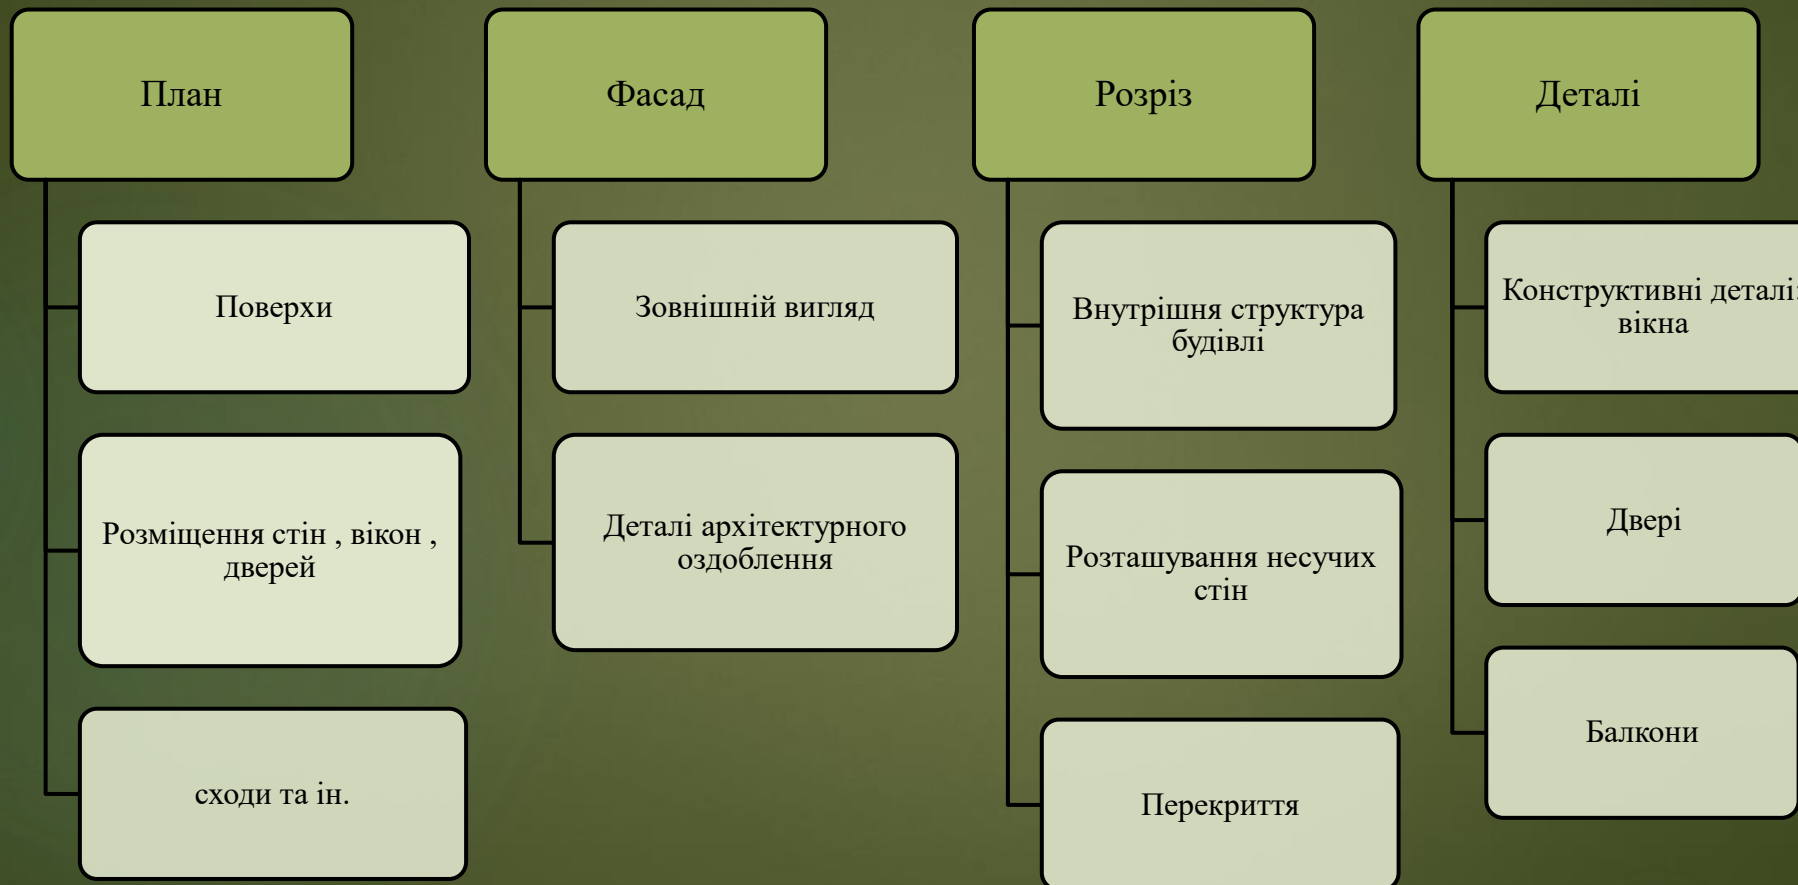 План
Поверхи
Розміщення стін , вікон ,
дверей
сходи та ін.
Фасад
Зовнішній вигляд
Деталі архітектурного
оздоблення
Розріз
Внутрішня структура
будівлі
Розташування несучих
стін
Перекриття
Деталі
Конструктивні деталі:
вікна
Двері
Балкони